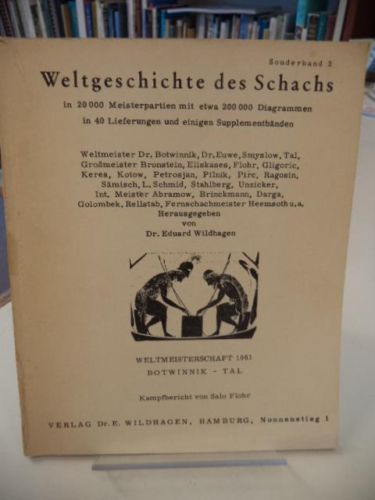 Sonderband 2
Weltgeschichte des Schachs
in 20 000 Meisterpartien mit etwa 200 000 Diagrammen
in 40 Lieferungen und einigen Supplementbänden
Weltmeister Dr. Botwinnik, Dr. Euwe, Smyslow, Tal,
Großmeister Bronstein, Eliskases, Flohr, Gligoric,
Keres, Kotow, Petrosjan, Pilnik, Pirc, Ragosin,
Sämisch, L. Schmid, Stahlberg, Unzicker,
Int. Meister Abramow, Brinckmann, Darga,
Golombek, Rellstab, Fernschachmeister Heemsoth u.a.
Herausgegeben
von
Dr. Eduard Wildhagen
WELTMEISTERSCHAFT 1961
BOTWINNIK - TAL
Kampfbericht von Salo Flohr
VERLAG Dr. E. WILDHAGEN, HAMBURG, Nonnenstieg 1